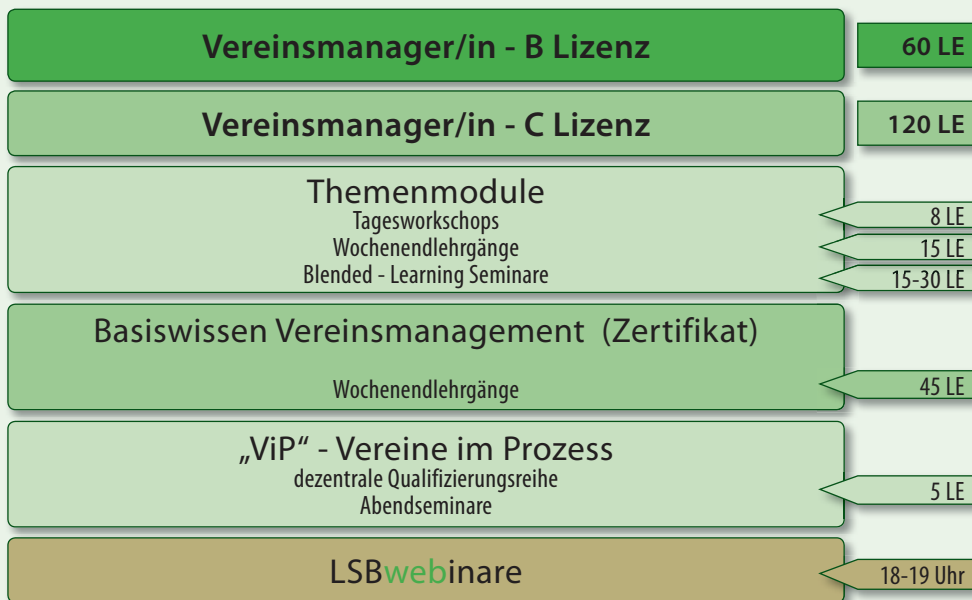 Vereinsmanager/in - B Lizenz
60 LE
Vereinsmanager/in - C Lizenz
120 LE
Themenmodule
Tagesworkschops
8 LE
Wochenendlehrgänge
15 LE
Blended - Learning Seminare
15-30 LE
Basiswissen Vereinsmanagement (Zertifikat)
Wochenendlehrgänge
45 LE
„ViP“ - Vereine im Prozess
dezentrale Qualifizierungsreihe
Abendseminare
5 LE
LSBwebinare
18-19 Uhr